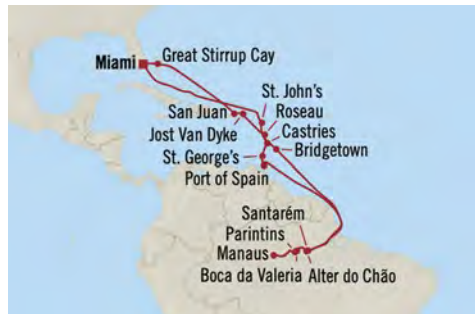 Miami
Great Stirrup Cay
St. John's
San Juan
Roseau
Jost Van Dyke
Castries
St. George's
Bridgetown
Port of Spain
Santarém
Parintins
Manaus
Boca da Valeria
Alter do Chão